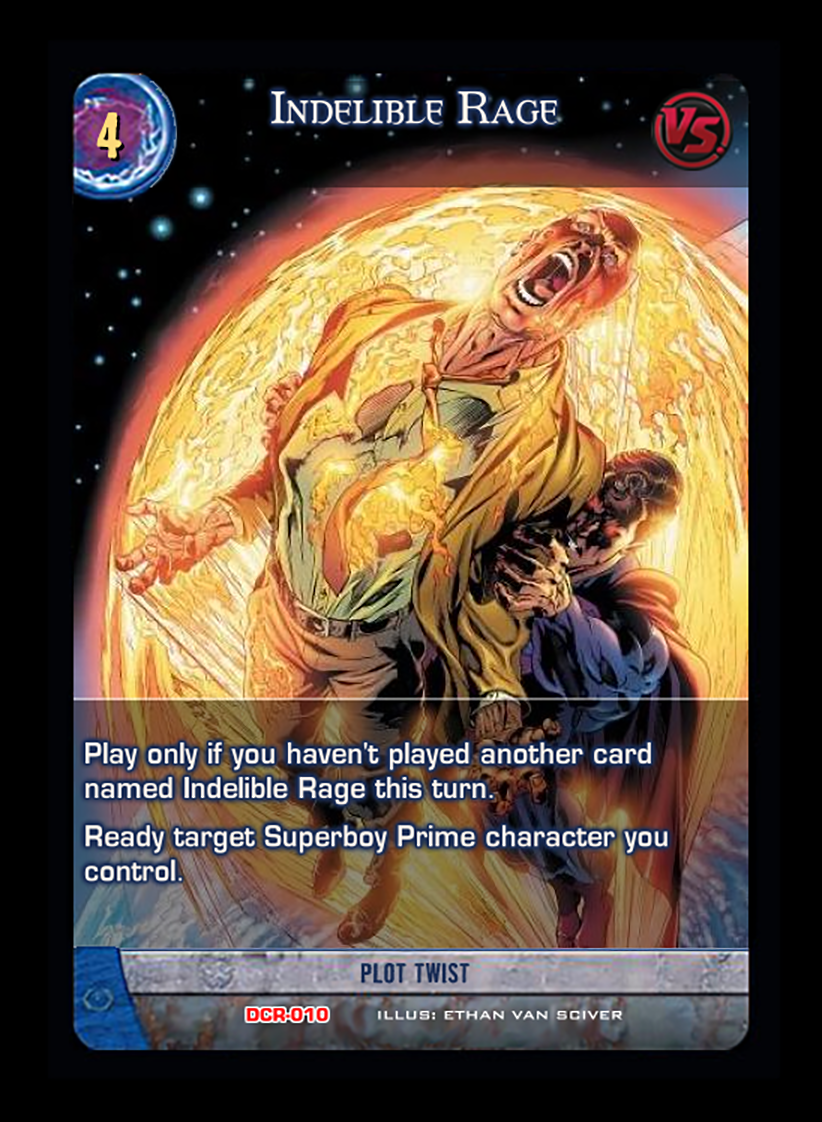 4
Indelible Rage
VS.
Play only if you haven't played another card
named Indelible Rage this turn.
Ready target Superboy Prime character you
control.
PLOT TWIST
DCR-010 ILLUS: ETHAN VAN SCIVER